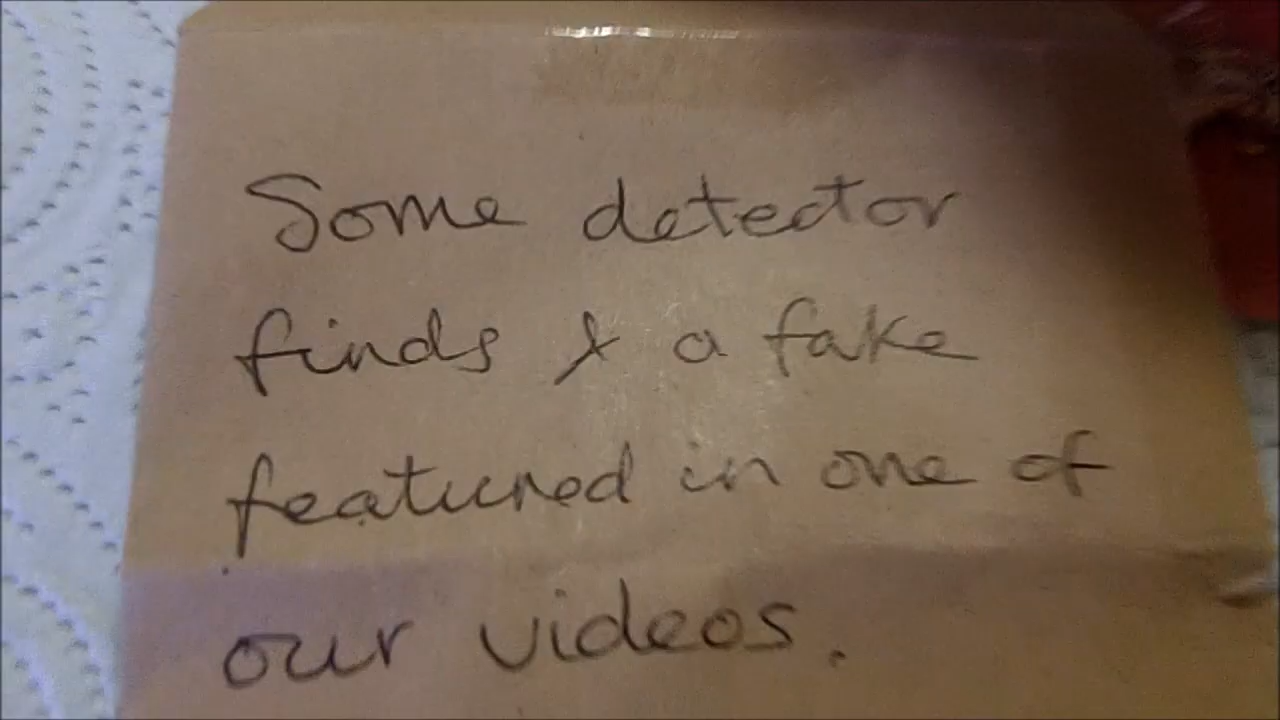 Some detector
finds & a fake
featured in one of
our videos.